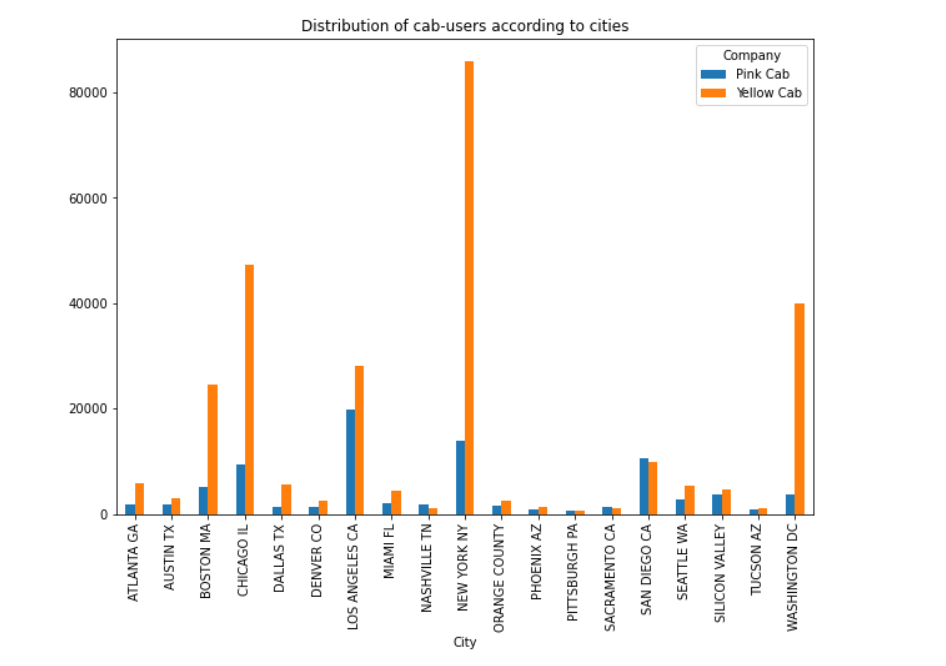 Distribution of cab-users according to cities
Company
Pink Cab
Yellow Cab
80000
60000
40000
20000
0
ATLANTA GA
AUSTIN TX
BOSTON MA
CHICAGO IL
DALLAS TX
DENVER CO
LOS ANGELES CA
MIAMI FL
NASHVILLE TN
NEW YORK NY
ORANGE COUNTY
PHOENIX AZ
PITTSBURGH PA
SACRAMENTO CA
SAN DIEGO CA
SEATTLE WA
SILICON VALLEY
TUCSON AZ
WASHINGTON DC
City